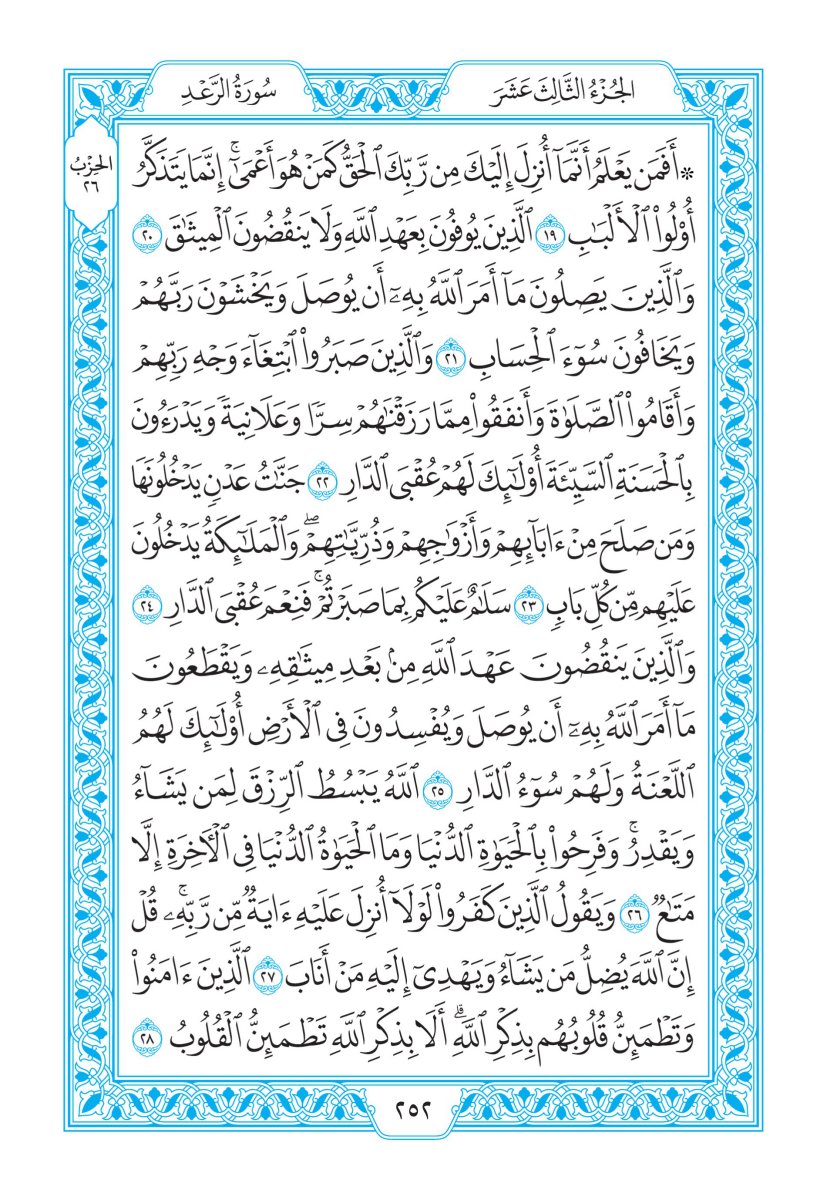 الجُزْءُ الثَّالِثَ عَشَرَ
سُورَةُ الرَّعْدِ
الحِزْبُ
٢٦
۞ أَفَمَن يَعْلَمُ أَنَّمَآ أُنزِلَ إِلَيْكَ مِن رَّبِّكَ ٱلْحَقُّ كَمَنْ هُوَ أَعْمَىٰٓۚ إِنَّمَا يَتَذَكَّرُ
أُو۟لُوا۟ ٱلْأَلْبَـٰبِ ١٩ ٱلَّذِينَ يُوفُونَ بِعَهْدِ ٱللَّهِ وَلَا يَنقُضُونَ ٱلْمِيثَـٰقَ ٢٠
وَٱلَّذِينَ يَصِلُونَ مَآ أَمَرَ ٱللَّهُ بِهِۦٓ أَن يُوصَلَ وَيَخْشَوْنَ رَبَّهُمْ
وَيَخَافُونَ سُوٓءَ ٱلْحِسَابِ ٢١ وَٱلَّذِينَ صَبَرُوا۟ ٱبْتِغَآءَ وَجْهِ رَبِّهِمْ
وَأَقَامُوا۟ ٱلصَّلَوٰةَ وَأَنفَقُوا۟ مِمَّا رَزَقْنَـٰهُمْ سِرًّا وَعَلَانِيَةً وَيَدْرَءُونَ
بِٱلْحَسَنَةِ ٱلسَّيِّئَةَ أُو۟لَـٰٓئِكَ لَهُمْ عُقْبَى ٱلدَّارِ ٢٢ جَنَّـٰتُ عَدْنٍ يَدْخُلُونَهَا
وَمَن صَلَحَ مِنْ ءَابَآئِهِمْ وَأَزْوَٰجِهِمْ وَذُرِّيَّـٰتِهِمْۖ وَٱلْمَلَـٰٓئِكَةُ يَدْخُلُونَ
عَلَيْهِم مِّن كُلِّ بَابٍ ٢٣ سَلَـٰمٌ عَلَيْكُم بِمَا صَبَرْتُمْۚ فَنِعْمَ عُقْبَى ٱلدَّارِ ٢٤
وَٱلَّذِينَ يَنقُضُونَ عَهْدَ ٱللَّهِ مِنۢ بَعْدِ مِيثَـٰقِهِۦ وَيَقْطَعُونَ
مَآ أَمَرَ ٱللَّهُ بِهِۦٓ أَن يُوصَلَ وَيُفْسِدُونَ فِى ٱلْأَرْضِ أُو۟لَـٰٓئِكَ لَهُمُ
ٱللَّعْنَةُ وَلَهُمْ سُوٓءُ ٱلدَّارِ ٢٥ ٱللَّهُ يَبْسُطُ ٱلرِّزْقَ لِمَن يَشَآءُ
وَيَقْدِرُۚ وَفَرِحُوا۟ بِٱلْحَيَوٰةِ ٱلدُّنْيَا وَمَا ٱلْحَيَوٰةُ ٱلدُّنْيَا فِى ٱلْـَٔاخِرَةِ إِلَّا
مَتَـٰعٌ ٢٦ وَيَقُولُ ٱلَّذِينَ كَفَرُوا۟ لَوْلَآ أُنزِلَ عَلَيْهِ ءَايَةٌ مِّن رَّبِّهِۦۚ قُلْ
إِنَّ ٱللَّهَ يُضِلُّ مَن يَشَآءُ وَيَهْدِىٓ إِلَيْهِ مَنْ أَنَابَ ٢٧ ٱلَّذِينَ ءَامَنُوا۟
وَتَطْمَئِنُّ قُلُوبُهُم بِذِكْرِ ٱللَّهِۗ أَلَا بِذِكْرِ ٱللَّهِ تَطْمَئِنُّ ٱلْقُلُوبُ ٢٨
٢٥٢